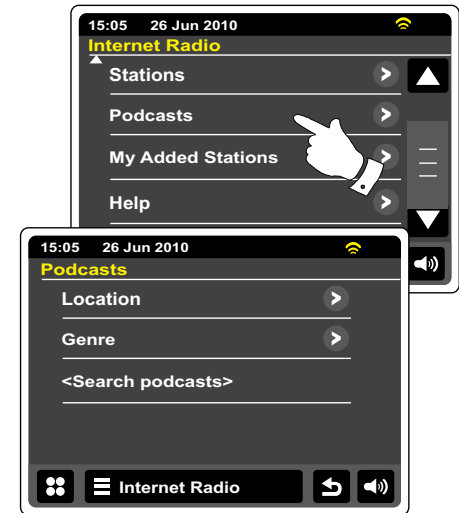 15:05 26 Jun 2010
Internet Radio
Stations
Podcasts
My Added Stations
Help
15:05 26 Jun 2010
Podcasts
Location
Genre
<Search podcasts>
Internet Radio